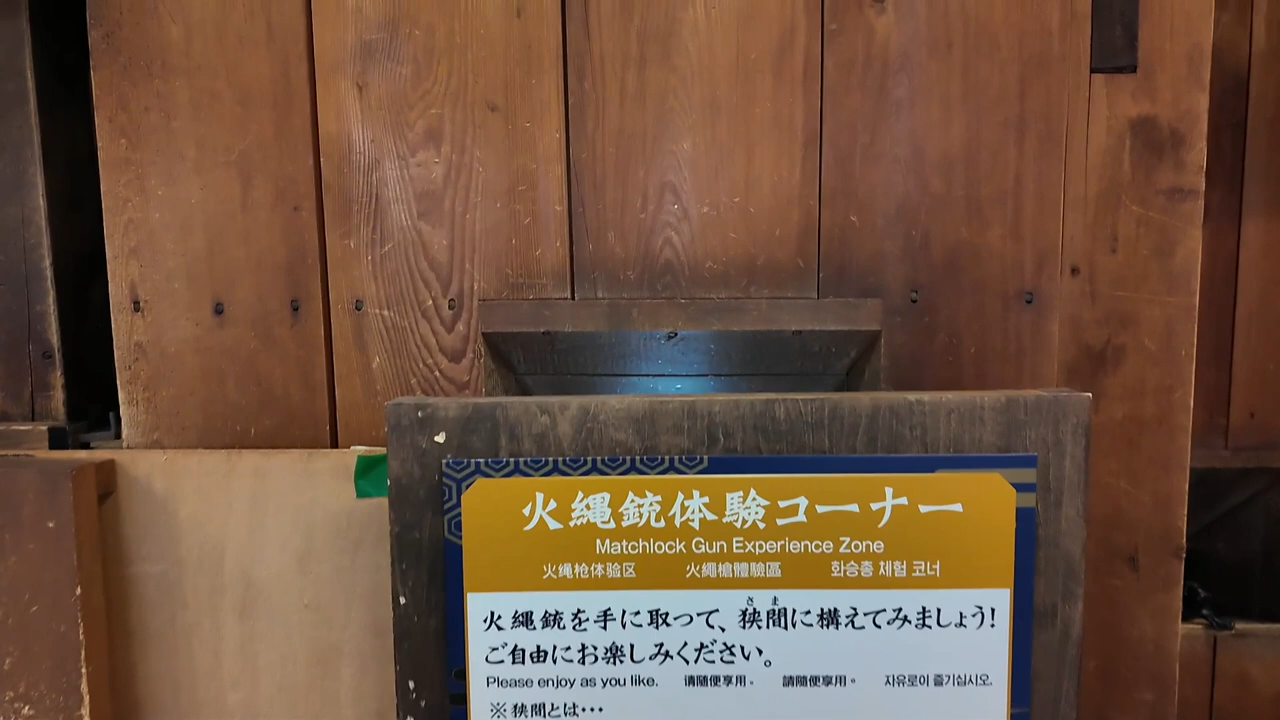 火縄銃体験コーナー
Matchlock Gun Experience Zone
火绳枪体验区 火繩槍體驗區 화승총 체험 코너
さま
火縄銃を手に取って、狭間に構えてみましょう!
ご自由にお楽しみください。
Please enjoy as you like. 请随便享用。 請隨便享用。 자유로이 즐기십시오.
※狭間とは・・・